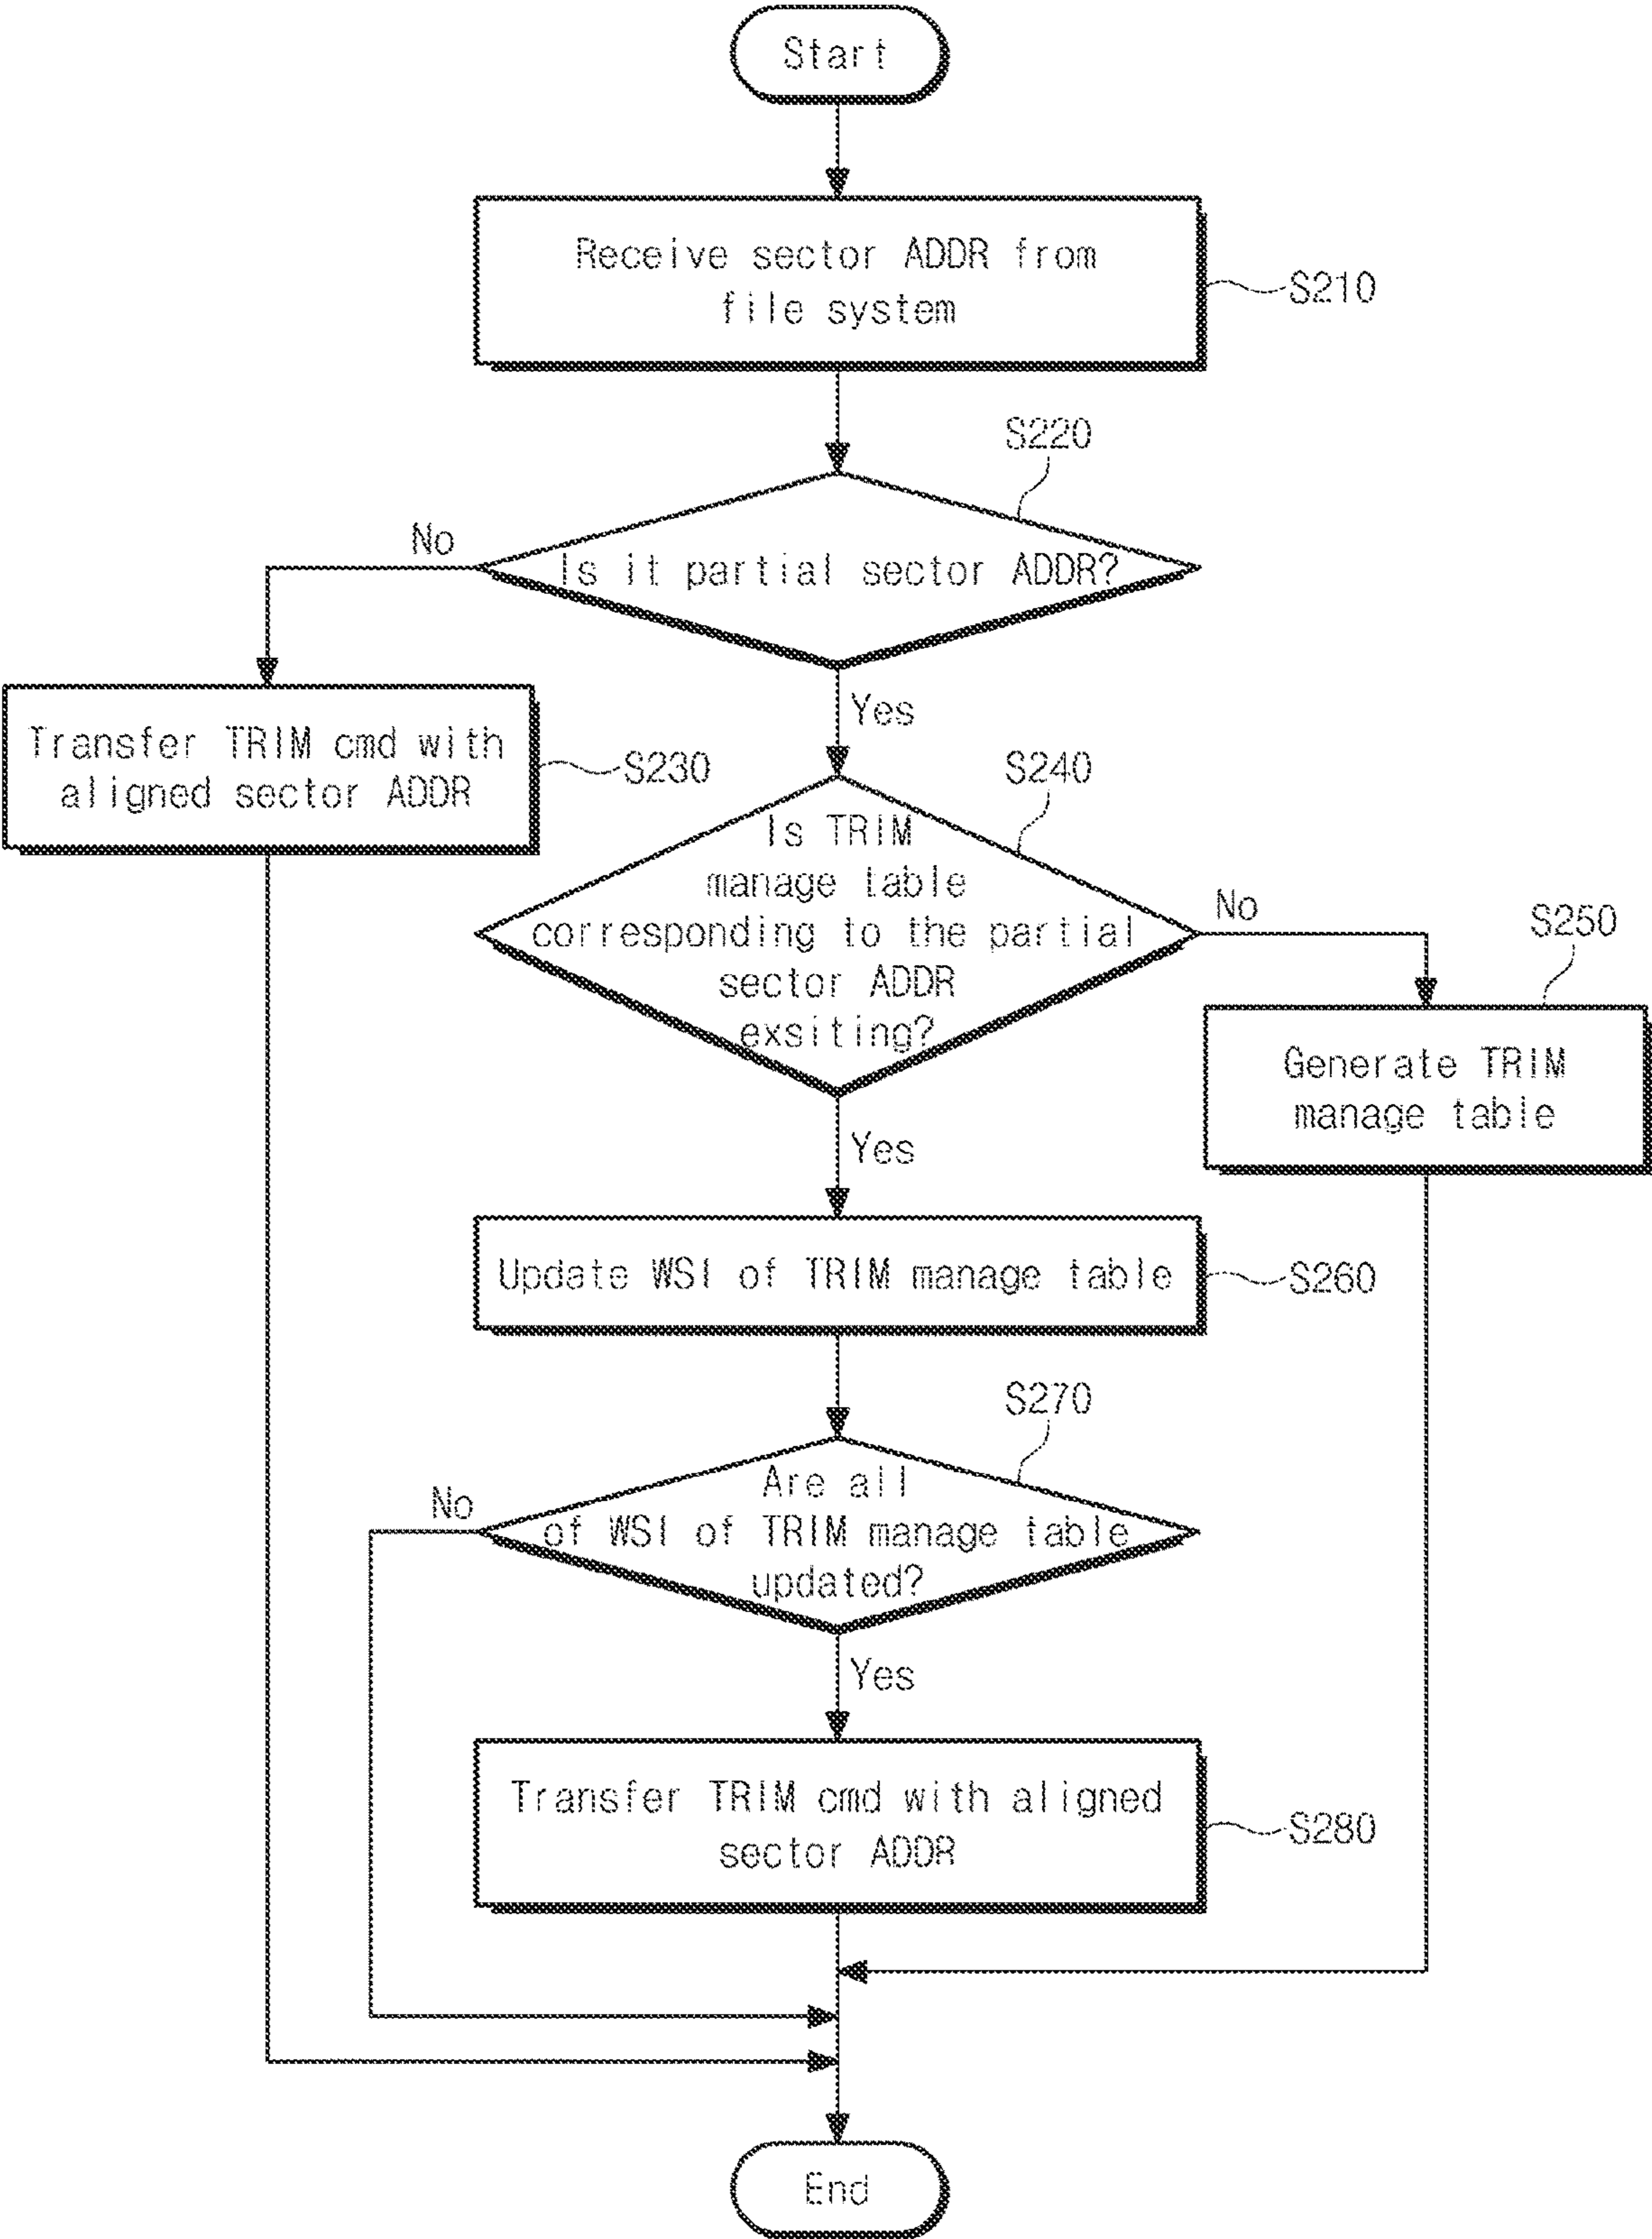 Start
Receive sector ADDR from
file system
S210
S220
No
Is it partial sector ADDR?
Yes
Transfer TRIM cmd with
aligned sector ADDR
S230
S240
Is TRIM
manage table
corresponding to the partial
sector ADDR
exsiting?
No
S250
Generate TRIM
manage table
Yes
Update WSI of TRIM manage table
S260
S270
No
Are all
of WSI of TRIM manage table
updated?
Yes
Transfer TRIM cmd with aligned
sector ADDR
S280
End